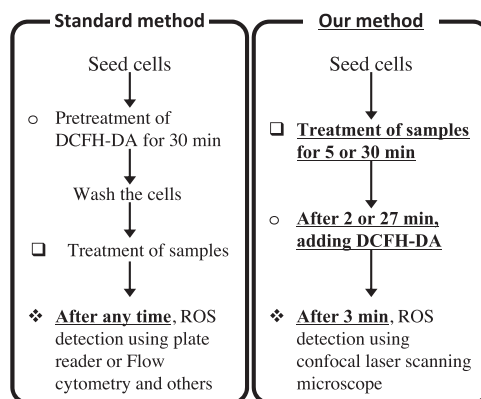 Standard method
Seed cells
○ Pretreatment of
DCFH-DA for 30 min
Wash the cells
❑ Treatment of samples
❖ After any time, ROS
detection using plate
reader or Flow
cytometry and others
Our method
Seed cells
❑ Treatment of samples
for 5 or 30 min
○ After 2 or 27 min,
adding DCFH-DA
❖ After 3 min, ROS
detection using
confocal laser scanning
microscope